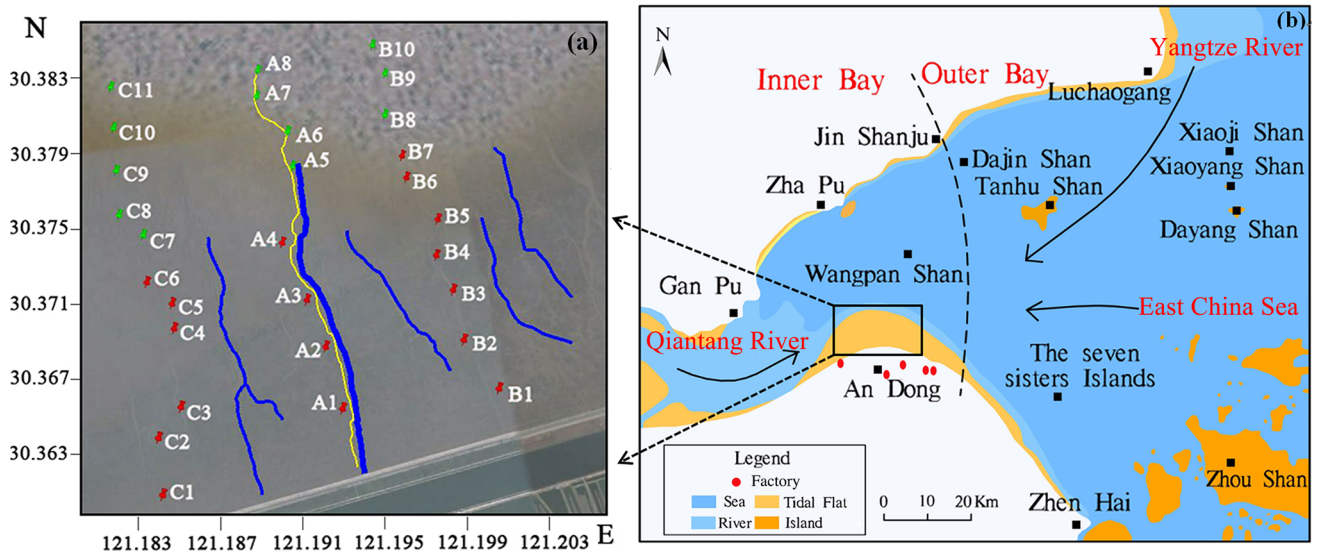 N
(a)
30.383
30.379
30.375
30.371
30.367
30.363
121.183
121.187
121.191
121.195
121.199
121.203
E
A8
A7
A6
A5
A4
A3
A2
A1
B10
B9
B8
B7
B6
B5
B4
B3
B2
B1
C11
C10
C9
C8
C7
C6
C5
C4
C3
C2
C1
(b)
N
Inner Bay
Outer Bay
Yangtze River
Luchaogang
Jin Shanju
Xiaoji Shan
Dajin Shan
Xiaoyang Shan
Zha Pu
Tanhu Shan
Dayang Shan
Wangpan Shan
Gan Pu
East China Sea
Qiantang River
The seven
sisters Islands
An Dong
Zhou Shan
Zhen Hai
Legend
Factory
Sea
Tidal Flat
River
Island
0 10 20 Km